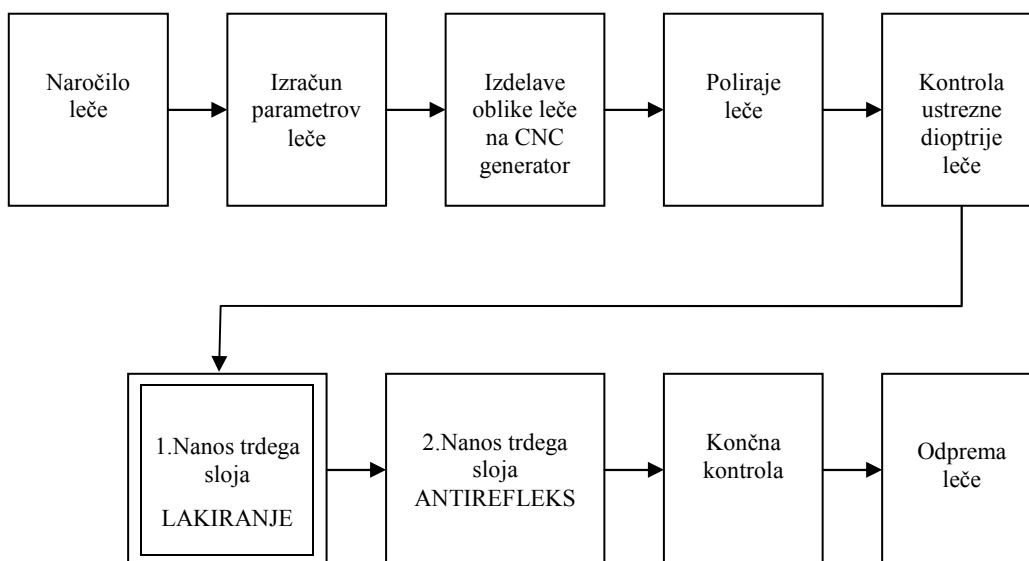 Naročilo
leče
Izračun
parametrov
leče
Izdelave
oblike leče
na CNC
generator
Poliraje
leče
Kontrola
ustrezne
dioptrije
leče
1.Nanos trdega
sloja
LAKIRANJE
2.Nanos trdega
sloja
ANTIREFLEKS
Končna
kontrola
Odprema
leče